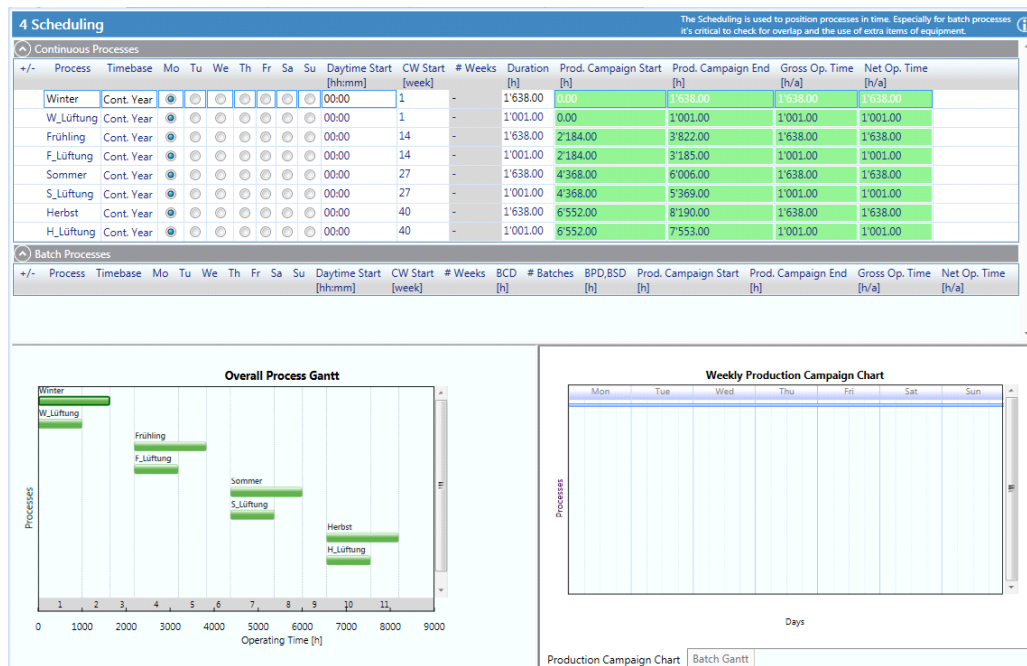 4 Scheduling
The Scheduling is used to position processes in time. Especially for batch processes
it's critical to check for overlap and the use of extra items of equipment.
Continuous Processes
+/- Process Timebase Mo Tu We Th Fr Sa Su Daytime Start CW Start # Weeks Duration Prod. Campaign Start Prod. Campaign End Gross Op. Time Net Op. Time
[hh:mm] [week] [h] [h] [h] [h/a] [h/a]
Winter Cont. Year 00:00 1 - 1'638.00 0.00 1'638.00 1'638.00 1'638.00
W_Lüftung Cont. Year 00:00 1 - 1'001.00 0.00 1'001.00 1'001.00 1'001.00
Frühling Cont. Year 00:00 14 - 1'638.00 2'184.00 3'822.00 1'638.00 1'638.00
F_Lüftung Cont. Year 00:00 14 - 1'001.00 2'184.00 3'185.00 1'001.00 1'001.00
Sommer Cont. Year 00:00 27 - 1'638.00 4'368.00 6'006.00 1'638.00 1'638.00
S_Lüftung Cont. Year 00:00 27 - 1'001.00 4'368.00 5'369.00 1'001.00 1'001.00
Herbst Cont. Year 00:00 40 - 1'638.00 6'552.00 8'190.00 1'638.00 1'638.00
H_Lüftung Cont. Year 00:00 40 - 1'001.00 6'552.00 7'553.00 1'001.00 1'001.00
Batch Processes
+/- Process Timebase Mo Tu We Th Fr Sa Su Daytime Start CW Start # Weeks BCD # Batches BPD,BSD Prod. Campaign Start Prod. Campaign End Gross Op. Time Net Op. Time
[hh:mm] [week] [h] [h] [h] [h] [h/a] [h/a]
Overall Process Gantt
Winter
W_Lüftung
Frühling
F_Lüftung
Sommer
S_Lüftung
Herbst
H_Lüftung
Processes
1 2 3 4 5 6 7 8 9 10 11
0 1000 2000 3000 4000 5000 6000 7000 8000 9000
Operating Time [h]
Weekly Production Campaign Chart
Mon Tue Wed Thu Fri Sat Sun
Processes
Days
Production Campaign Chart Batch Gantt